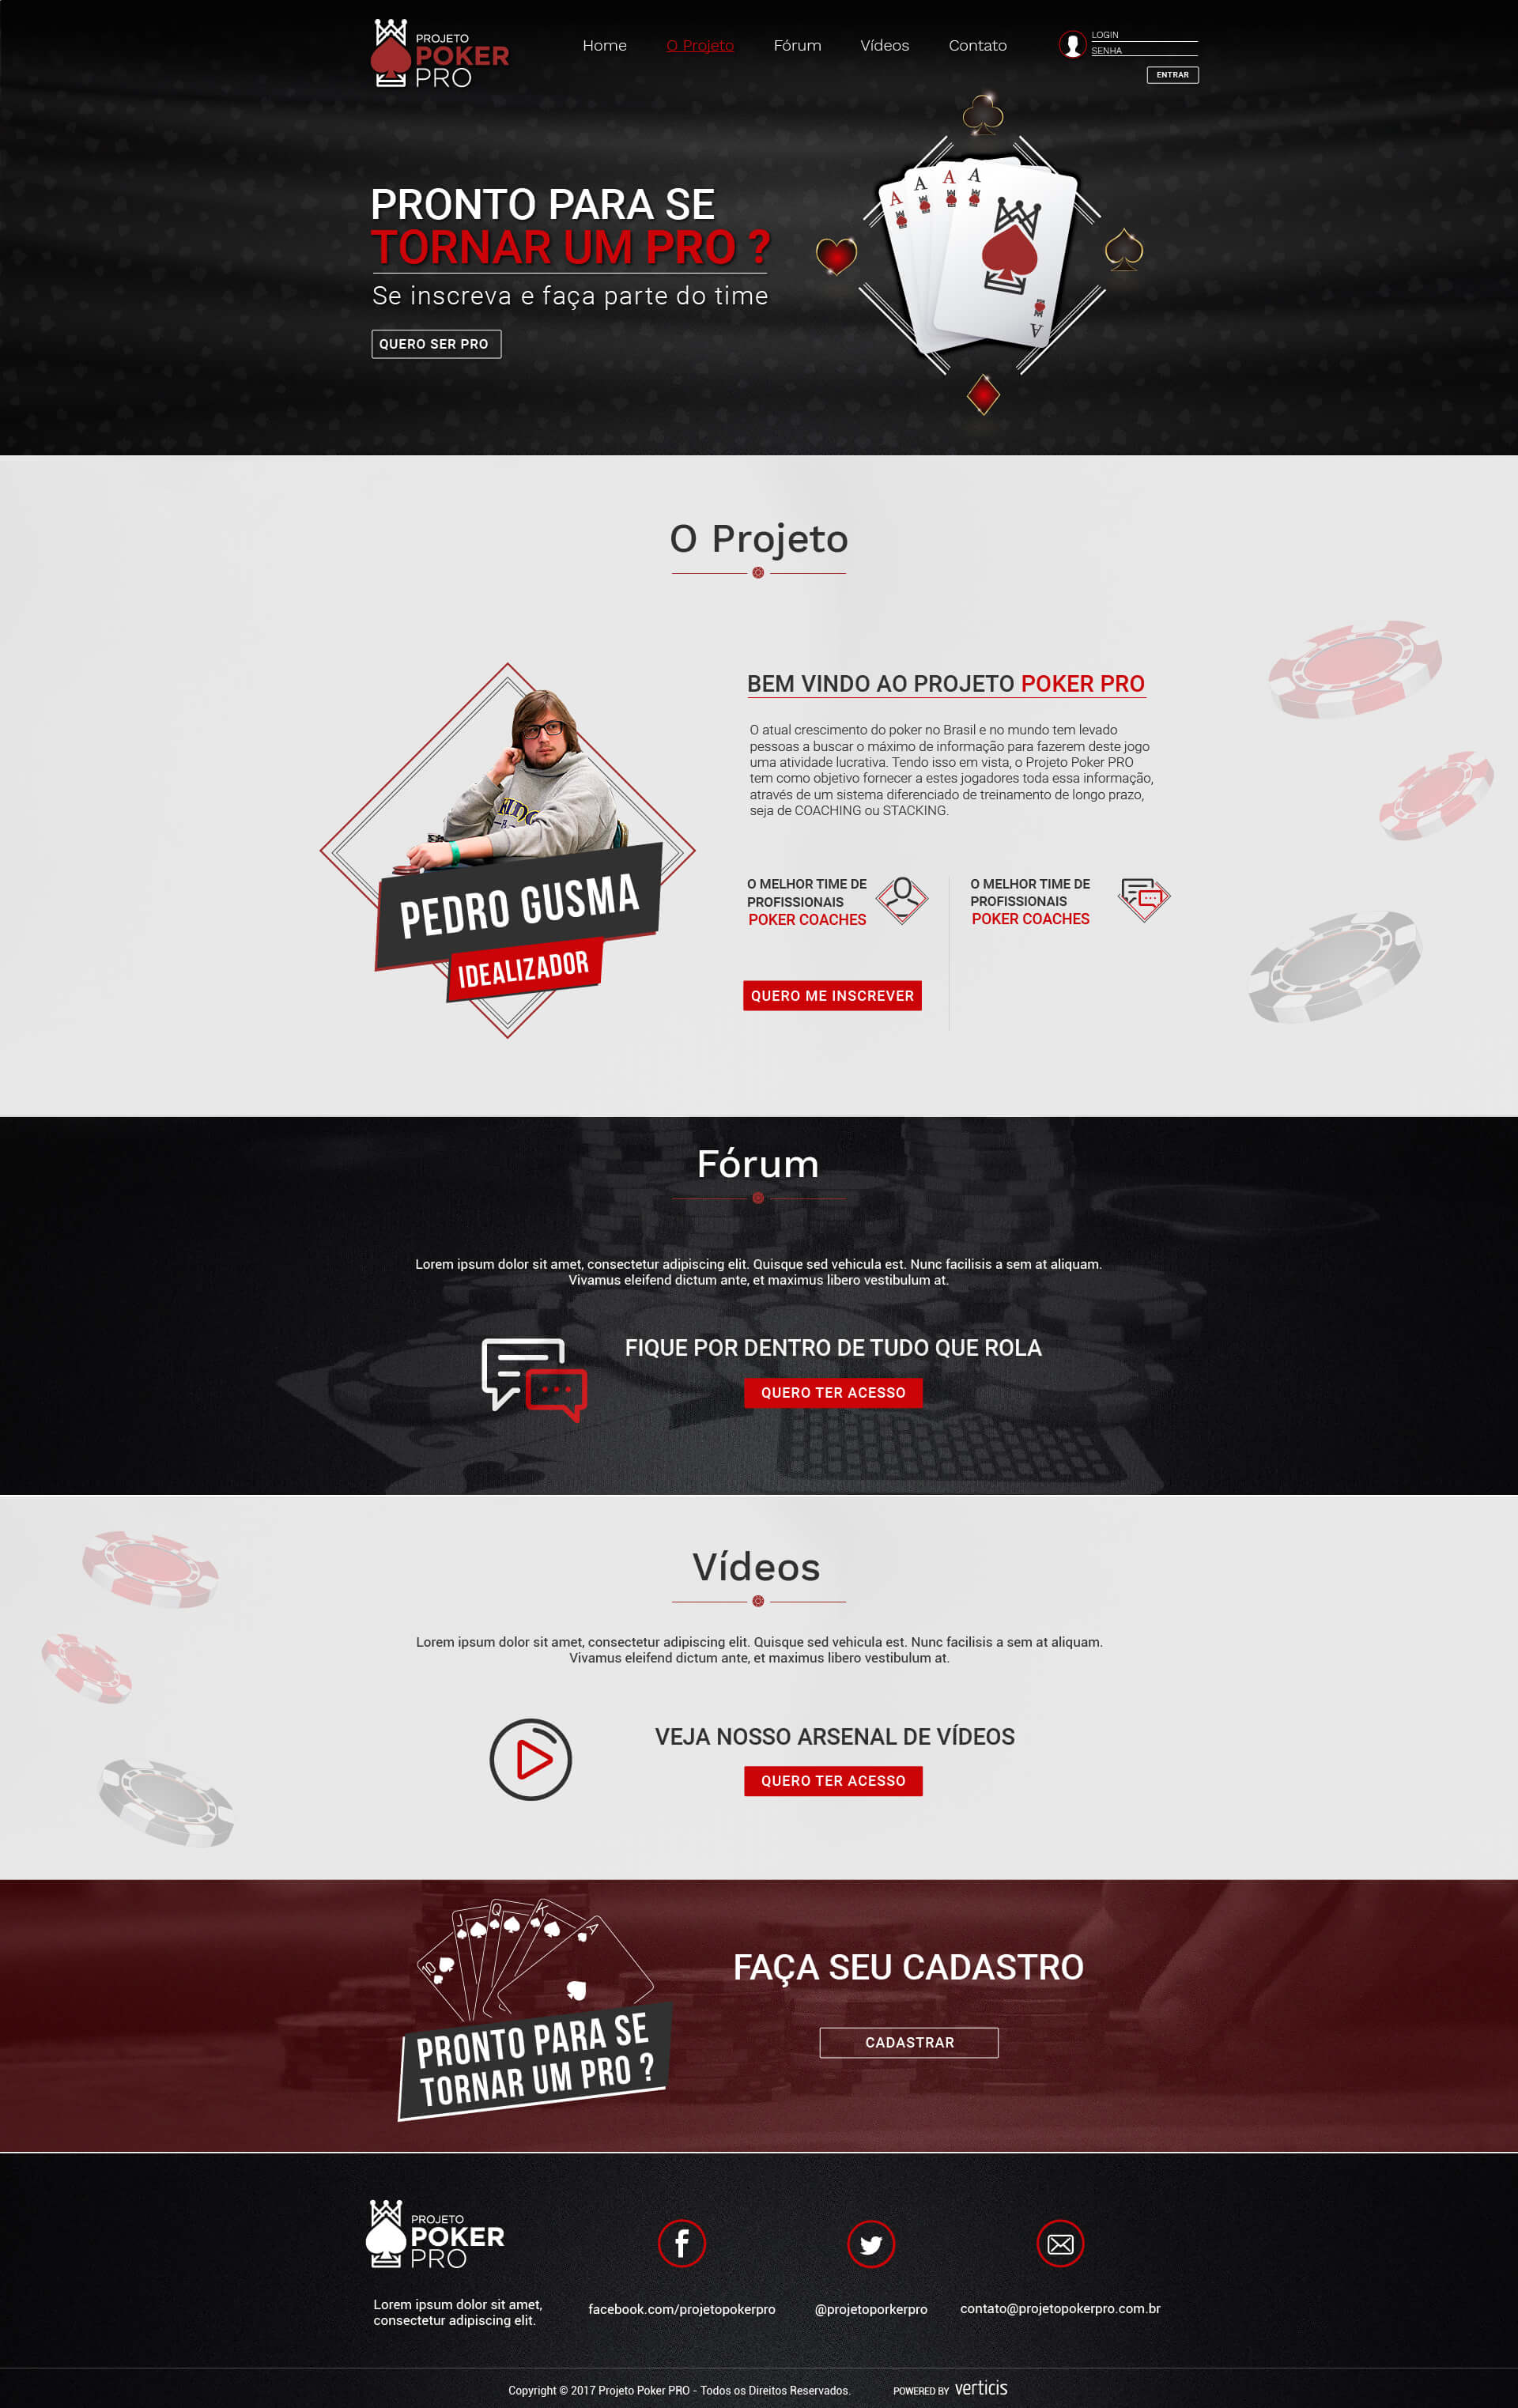 PROJETO
POKER
PRO
Home
O Projeto
Fórum
Vídeos
Contato
LOGIN
SENHA
ENTRAR
PRONTO PARA SE
TORNAR UM PRO ?
Se inscreva e faça parte do time
QUERO SER PRO
A
A
A
A
A
O Projeto
BEM VINDO AO PROJETO POKER PRO
O atual crescimento do poker no Brasil e no mundo tem levado
pessoas a buscar o máximo de informação para fazerem deste jogo
uma atividade lucrativa. Tendo isso em vista, o Projeto Poker PRO
tem como objetivo fornecer a estes jogadores toda essa informação,
através de um sistema diferenciado de treinamento de longo prazo,
seja de COACHING ou STACKING.
PEDRO GUSMA
IDEALIZADOR
O MELHOR TIME DE
PROFISSIONAIS
POKER COACHES
O MELHOR TIME DE
PROFISSIONAIS
POKER COACHES
QUERO ME INSCREVER
Fórum
Lorem ipsum dolor sit amet, consectetur adipiscing elit. Quisque sed vehicula est. Nunc facilisis a sem at aliquam.
Vivamus eleifend dictum ante, et maximus libero vestibulum at.
FIQUE POR DENTRO DE TUDO QUE ROLA
QUERO TER ACESSO
Vídeos
Lorem ipsum dolor sit amet, consectetur adipiscing elit. Quisque sed vehicula est. Nunc facilisis a sem at aliquam.
Vivamus eleifend dictum ante, et maximus libero vestibulum at.
VEJA NOSSO ARSENAL DE VÍDEOS
QUERO TER ACESSO
10
J
Q
K
A
PRONTO PARA SE
TORNAR UM PRO ?
FAÇA SEU CADASTRO
CADASTRAR
PROJETO
POKER
PRO
Lorem ipsum dolor sit amet,
consectetur adipiscing elit.
facebook.com/projetopokerpro
@projetoporkerpro
contato@projetopokerpro.com.br
Copyright © 2017 Projeto Poker PRO - Todos os Direitos Reservados.
POWERED BY verticis